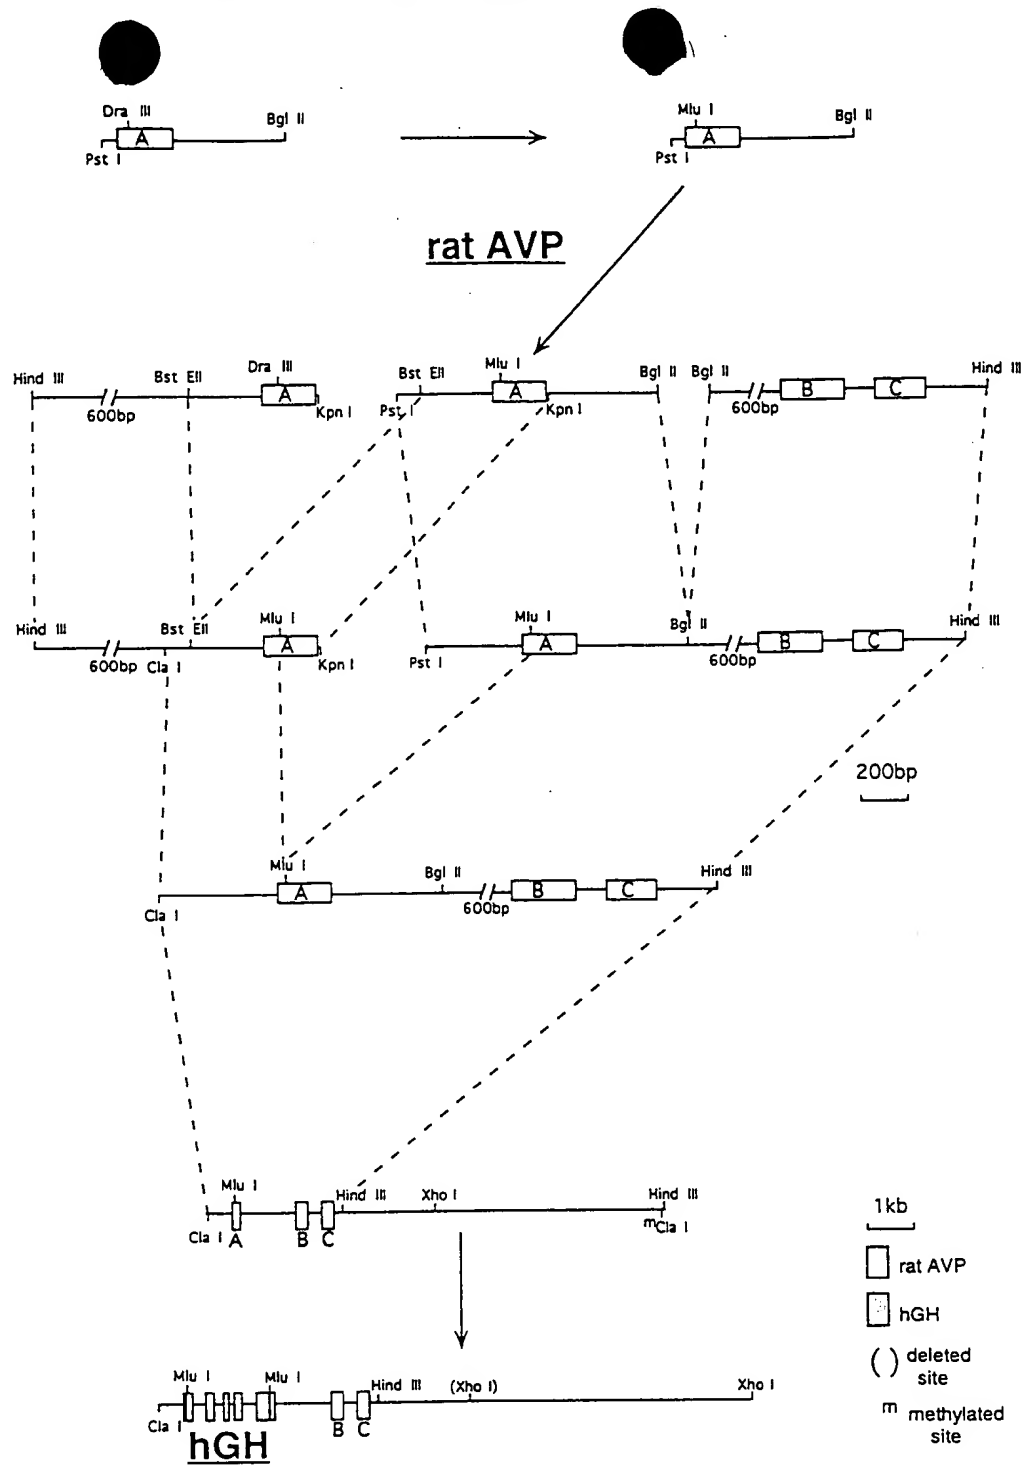 Dra III
Bgl II
A
Pst I
Mlu I
Bgl II
A
Pst I
rat AVP
Hind III
Bst EII
Dra III
600bp
A
Kpn I
Bst EII
Mlu I
Bgl II
Pst I
A
Kpn I
Bgl II
Hind III
600bp
B
C
Hind III
Bst EII
Mlu I
600bp
Cla I
A
Kpn I
Mlu I
Bgl II
Hind III
Pst I
A
600bp
B
C
200bp
Mlu I
Bgl II
Hind III
Cla I
A
600bp
B
C
Mlu I
Hind III
Xho I
Hind III
Cla I
A
B
C
m Cla I
1kb
rat AVP
hGH
( ) deleted
site
m methylated
site
Mlu I
Mlu I
Hind III
(Xho I)
Xho I
Cla I
B
C
hGH